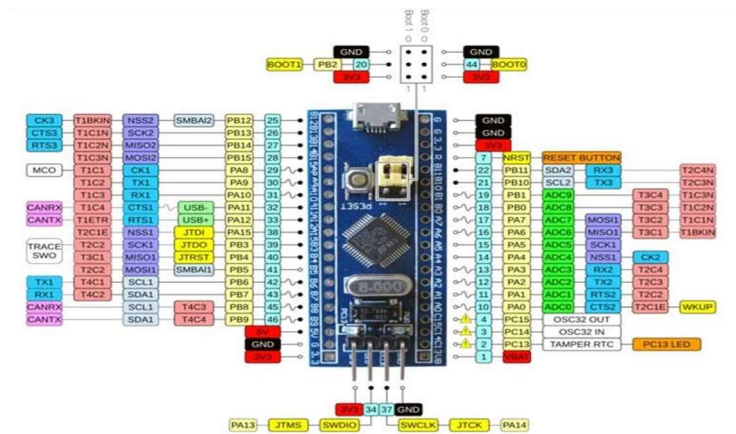 Boot 1 Boot 0
0 0
GND GND
BOOT1 PB2 20 44 BOOT0
3V3 3V3
1 1
GND
CK3 T1BKIN NSS2 SMBAI2 PB12 25
GND
CTS3 T1C1N SCK2 PB13 26
3V3
RTS3 T1C2N MISO2 PB14 27
T1C3N MOSI2 PB15 28
7 NRST RESET BUTTON
MCO T1C1 CK1 PA8 29
22 PB11 SDA2 RX3 T2C4N
T1C2 TX1 PA9 30
21 PB10 SCL2 TX3 T2C3N
T1C3 RX1 PA10 31
19 PB1 ADC9 T3C4 T1C3N
CANRX T1C4 CTS1 USB- PA11 32
18 PB0 ADC8 T3C3 T1C2N
CANTX T1ETR RTS1 USB+ PA12 33
17 PA7 ADC7 MOSI1 T3C2 T1C1N
T2C1E NSS1 JTDI PA15 38
16 PA6 ADC6 MISO1 T3C1 T1BKIN
TRACE SWO
T2C2 SCK1 JTDO PB3 39
15 PA5 ADC5 SCK1
T3C1 MISO1 JTRST PB4 40
14 PA4 ADC4 NSS1 CK2
T2C2 MOSI1 SMBAI1 PB5 41
13 PA3 ADC3 RX2 T2C4
TX1 T4C1 SCL1 PB6 42
12 PA2 ADC2 TX2 T2C3
RX1 T4C2 SDA1 PB7 43
11 PA1 ADC1 RTS2 T2C2
CANRX SCL1 T4C3 PB8 45
10 PA0 ADC0 CTS2 T2C1E WKUP
CANTX SDA1 T4C4 PB9 46
4 PC15 OSC32 OUT
5V
3 PC14 OSC32 IN
GND
2 PC13 TAMPER RTC PC13 LED
3V3
1 VBAT
8.000
3V3 34 37 GND
PA13 JTMS SWDIO SWCLK JTCK PA14